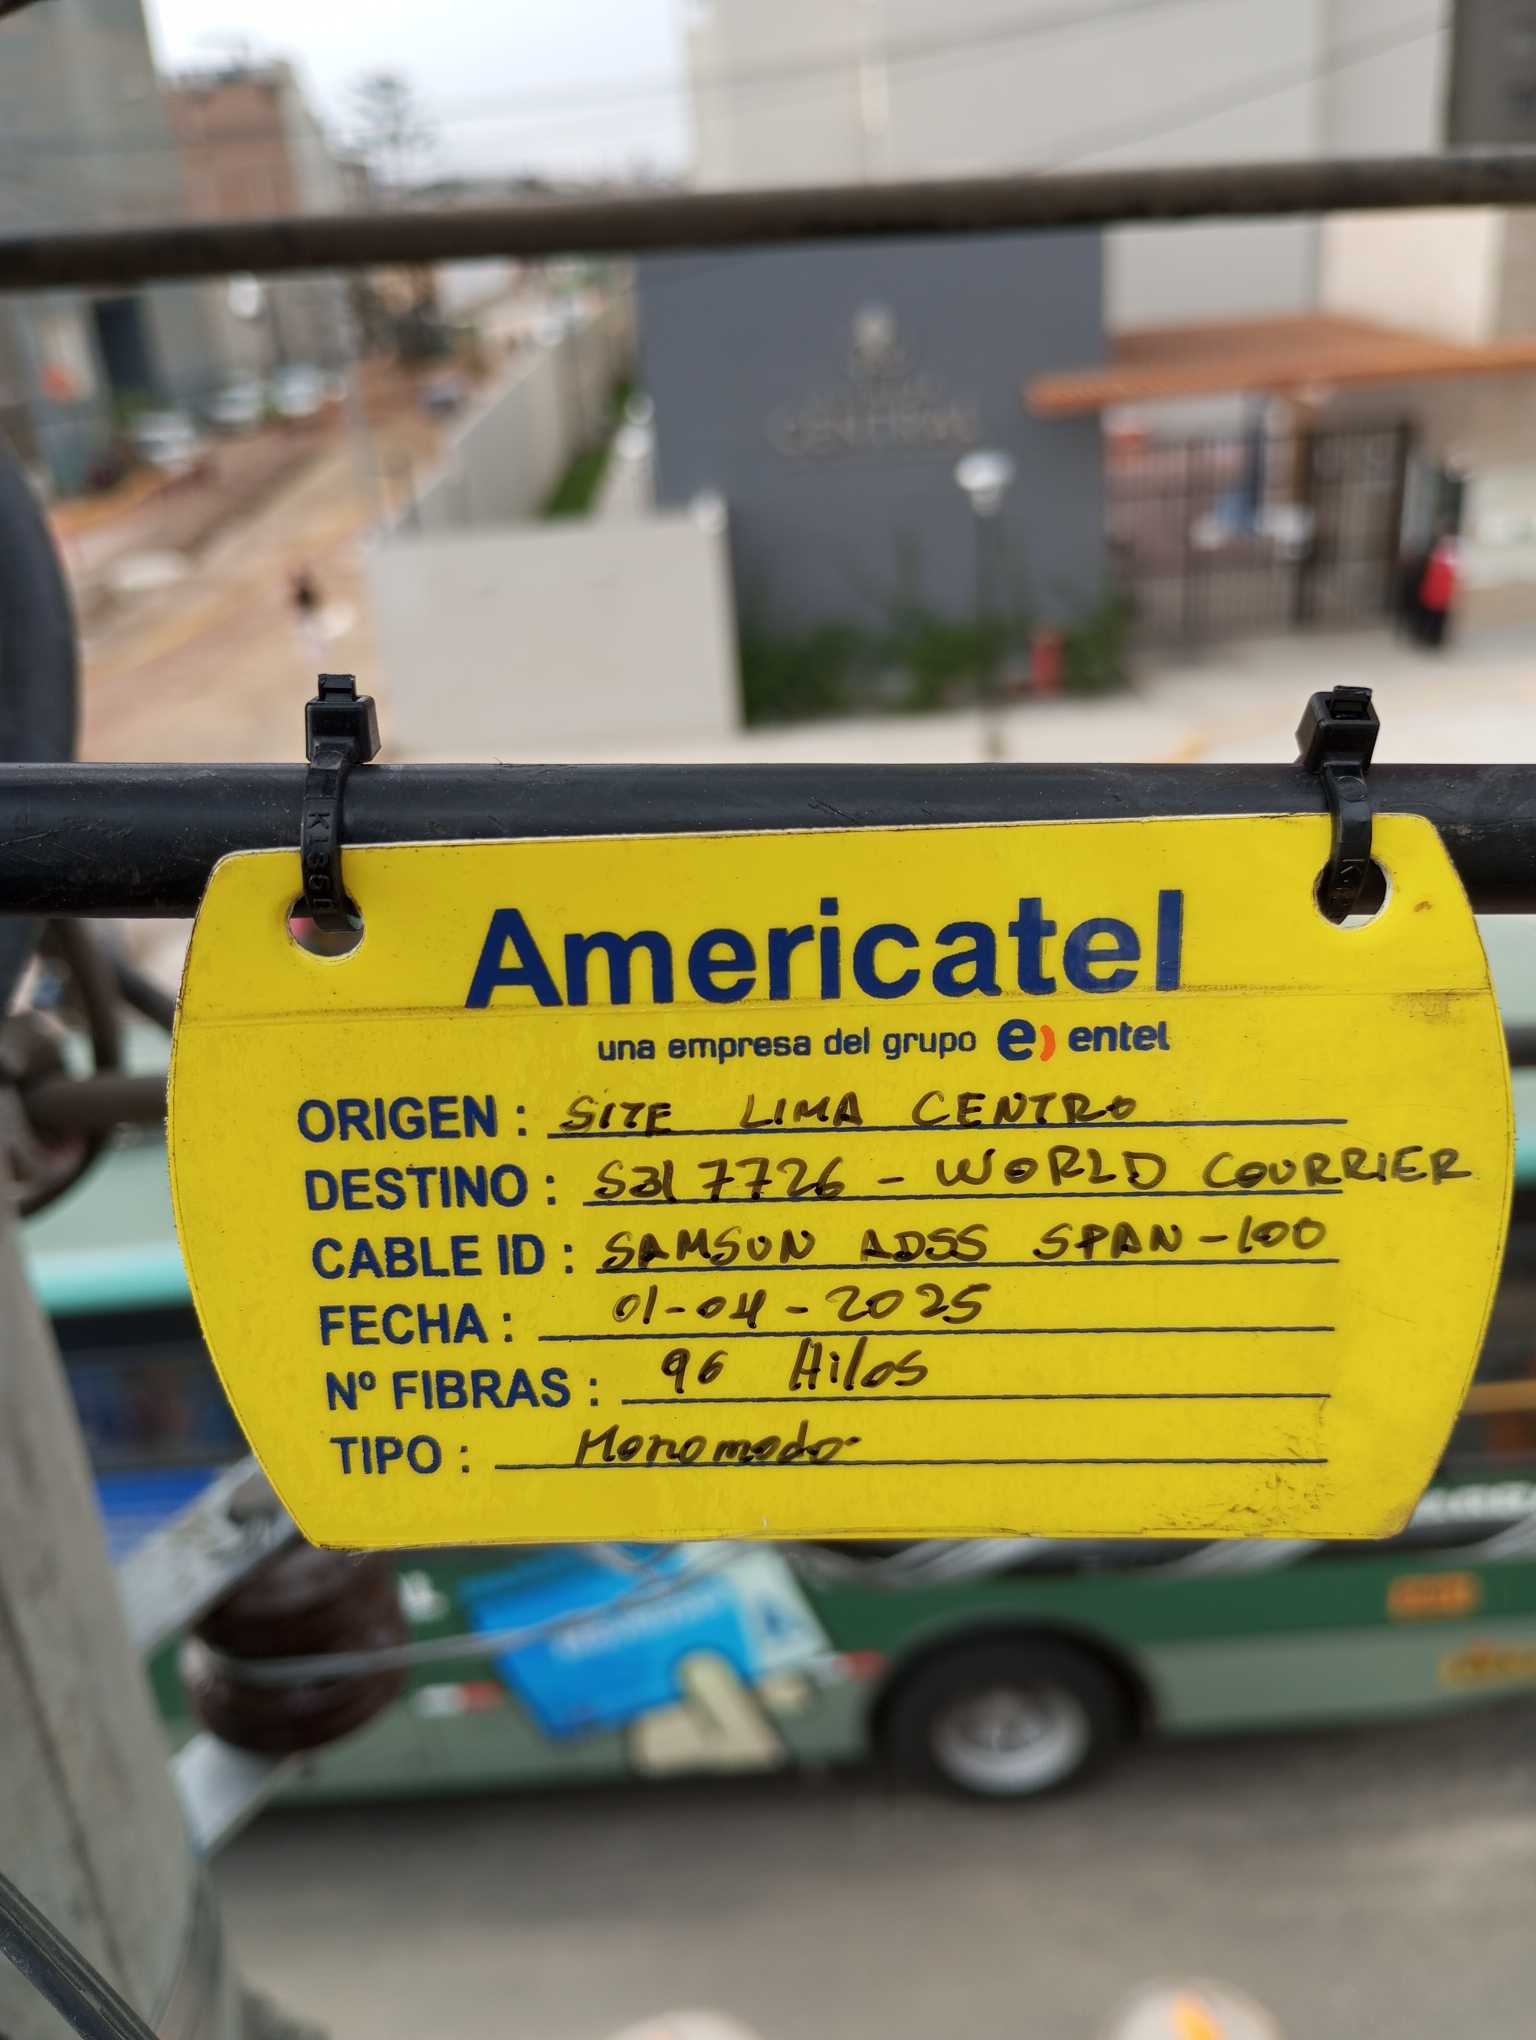 CENTRAL
Americatel
una empresa del grupo e) entel
ORIGEN : SITE LIMA CENTRO
DESTINO : S317726 - WORLD COURRIER
CABLE ID : SAMSUN ADSS SPAN-100
FECHA : 01-04-2025
Nº FIBRAS : 96 Hilos
TIPO : Monomodo